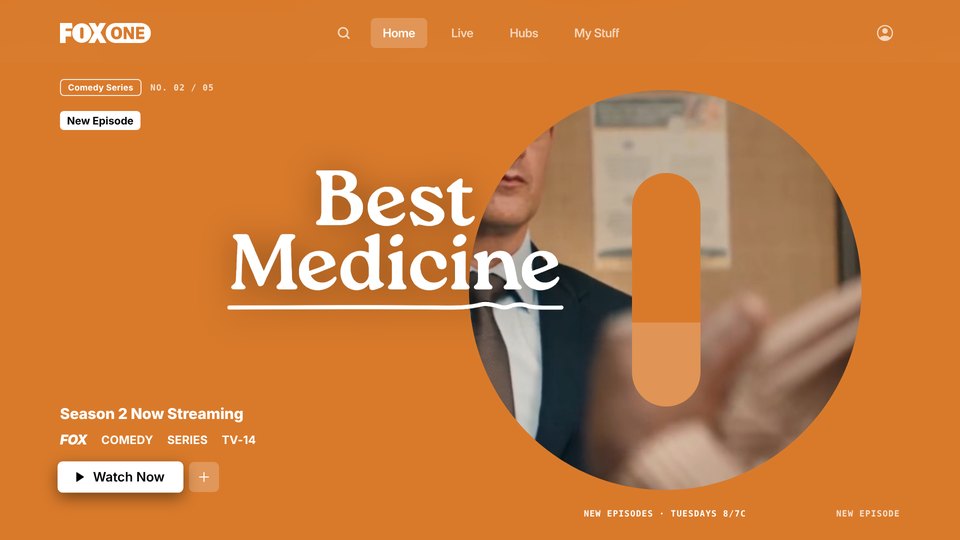 FOX ONE
Home
Live
Hubs
My Stuff
Comedy Series
NO. 02 / 05
New Episode
Best
Medicine
Season 2 Now Streaming
FOX COMEDY SERIES TV-14
Watch Now
NEW EPISODES · TUESDAYS 8/7C
NEW EPISODE